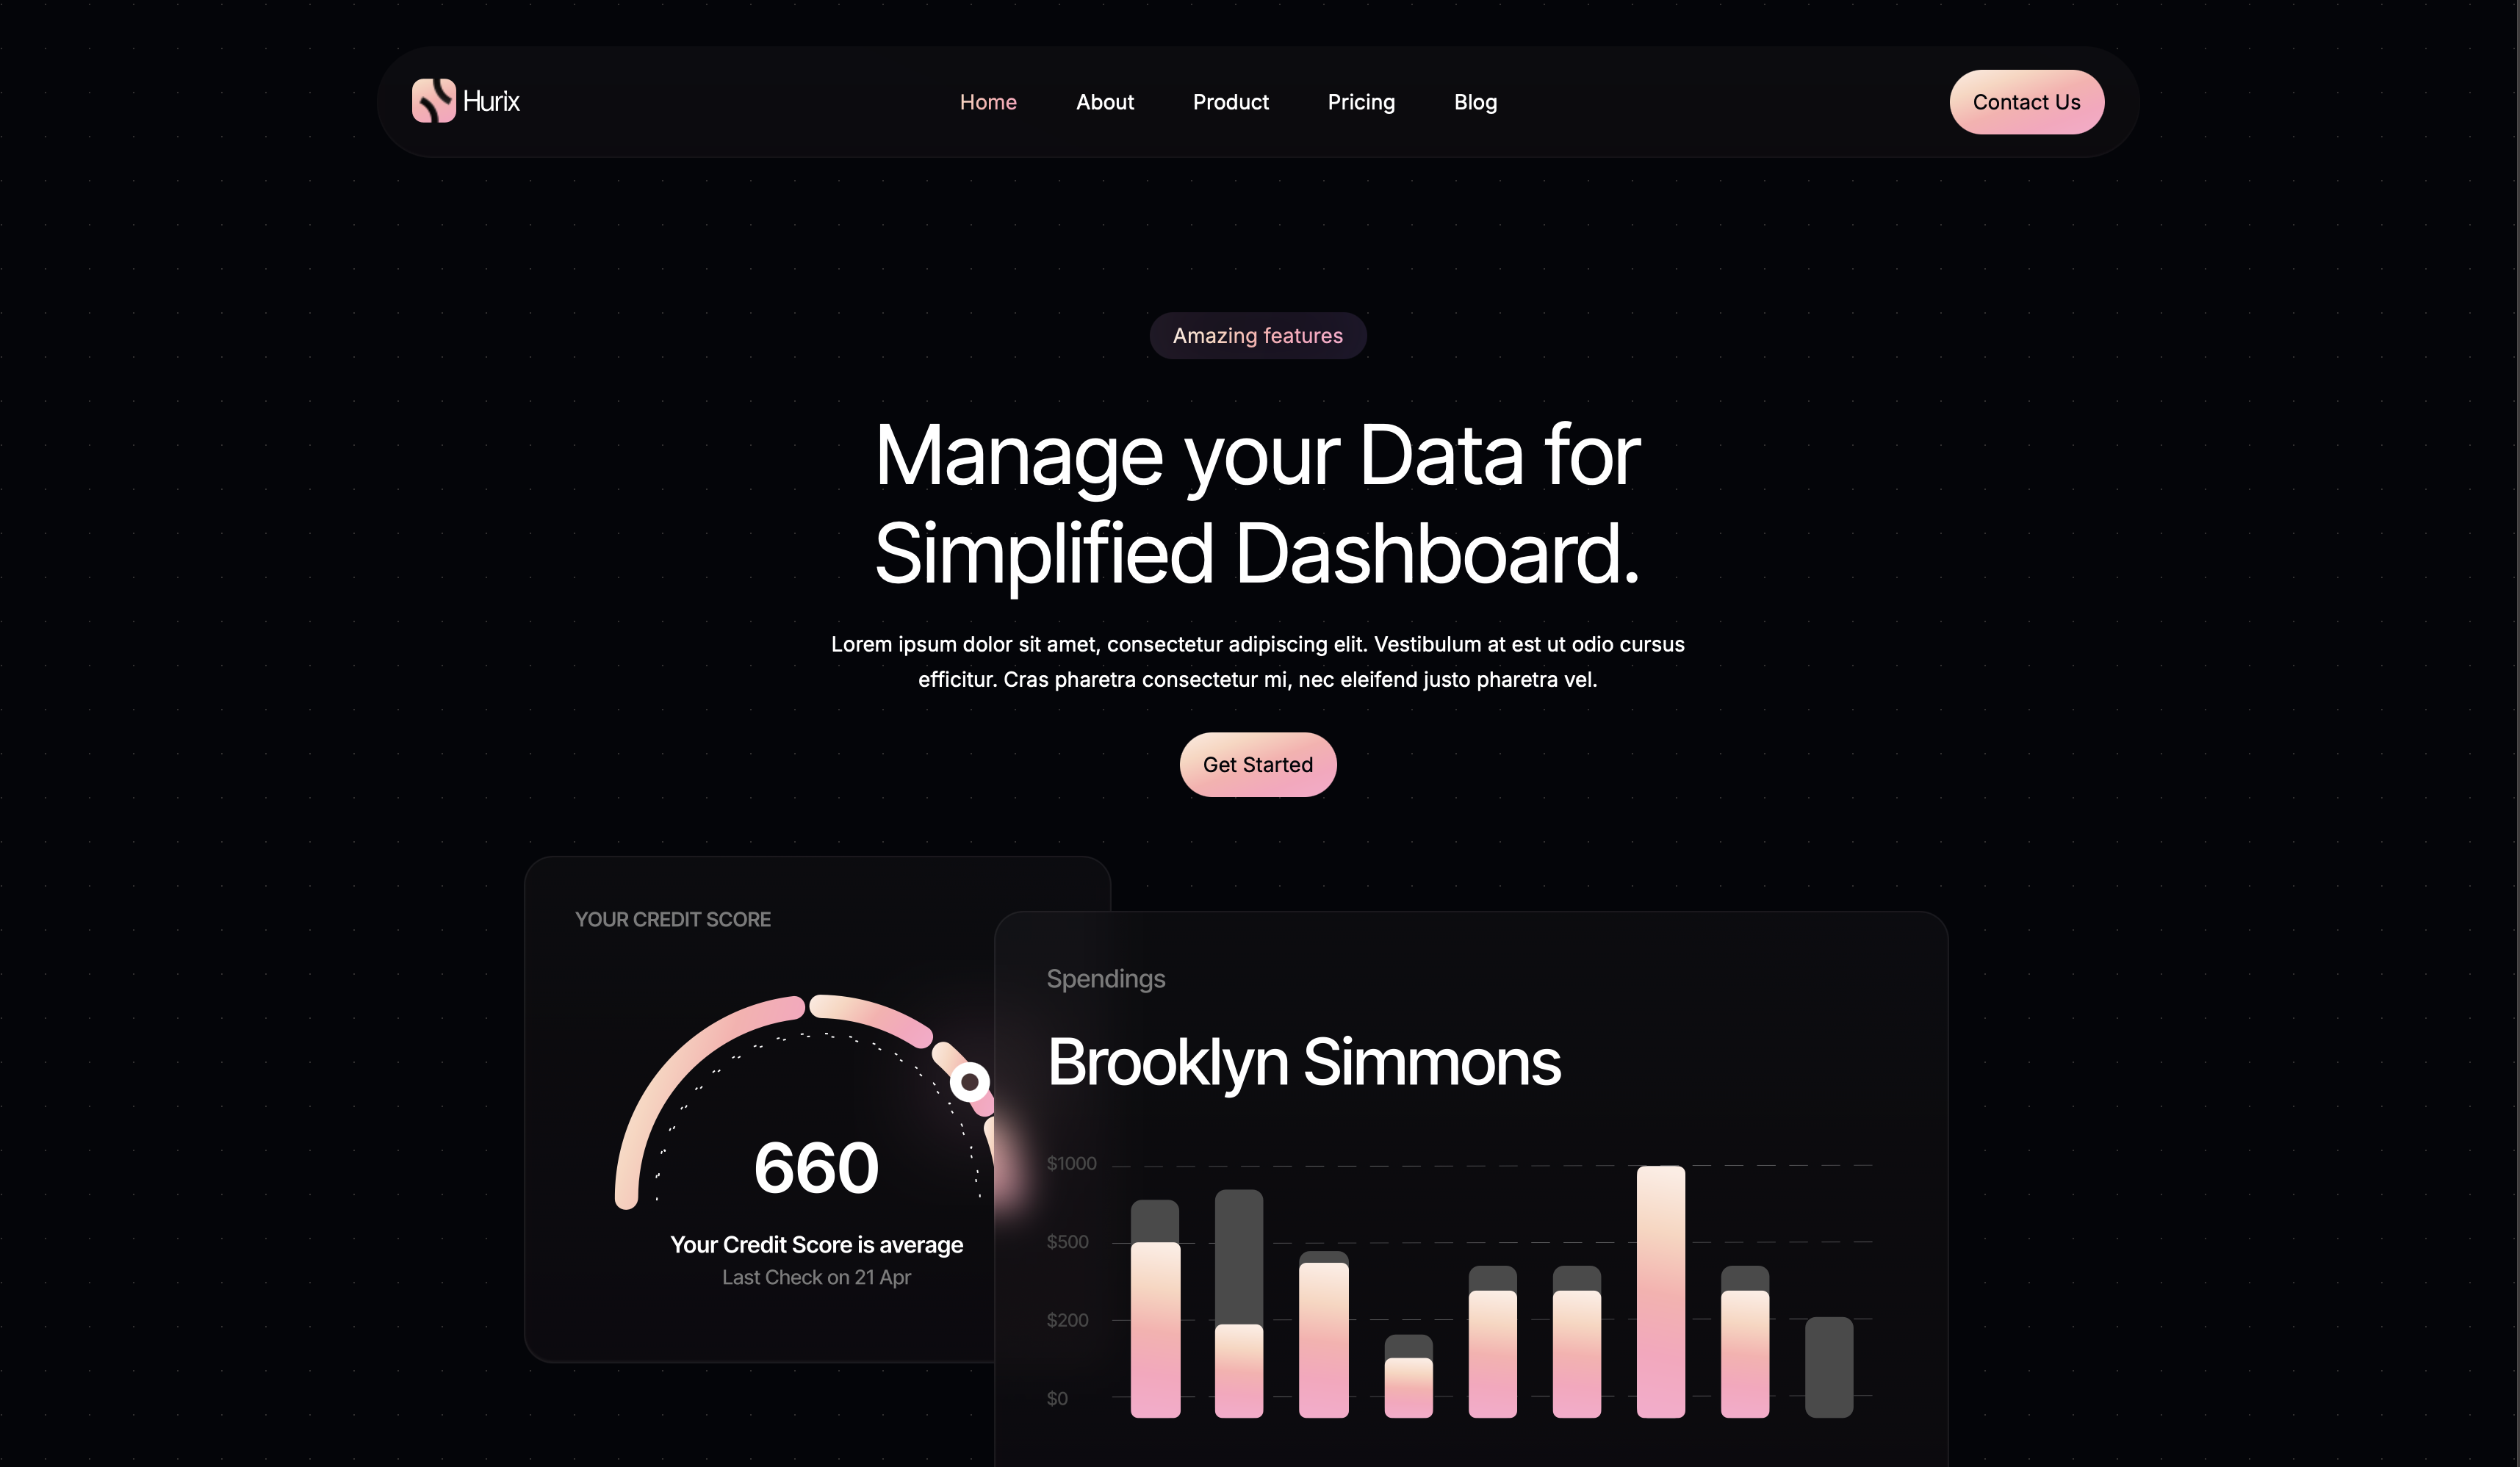 Hurix
Home
About
Product
Pricing
Blog
Contact Us
Amazing features
Manage your Data for
Simplified Dashboard.
Lorem ipsum dolor sit amet, consectetur adipiscing elit. Vestibulum at est ut odio cursus
efficitur. Cras pharetra consectetur mi, nec eleifend justo pharetra vel.
Get Started
YOUR CREDIT SCORE
660
Your Credit Score is average
Last Check on 21 Apr
Spendings
Brooklyn Simmons
$1000
$500
$200
$0